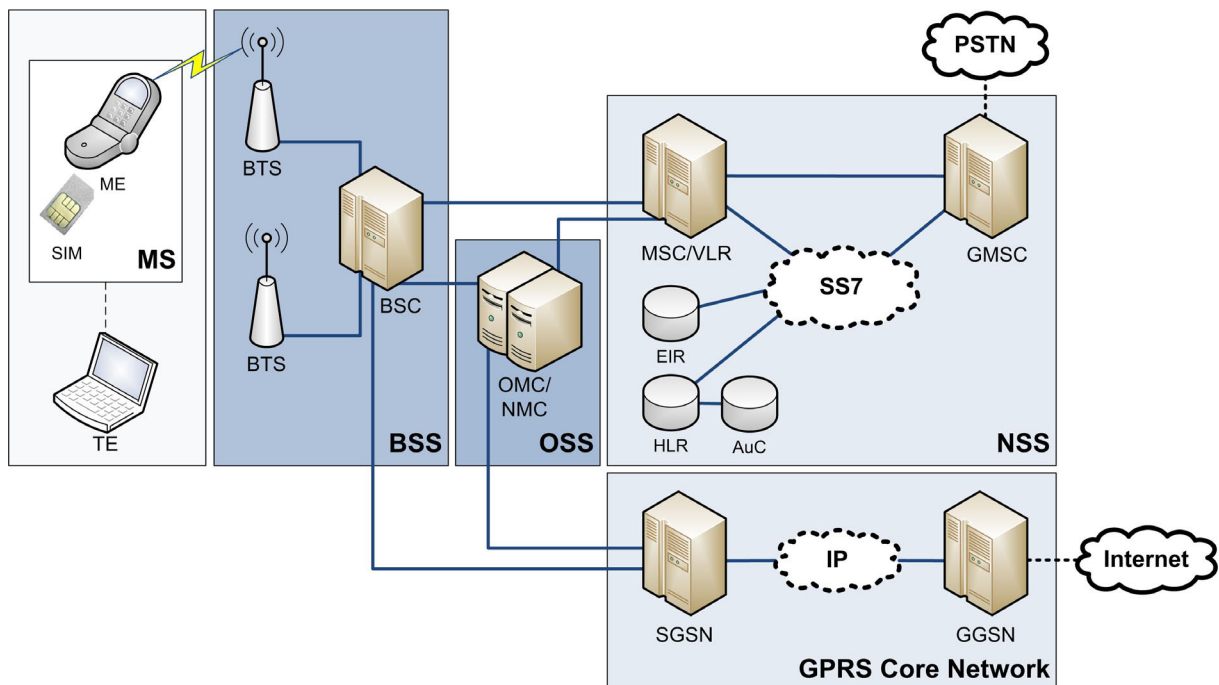 PSTN
ME
SIM
MS
TE
BTS
BTS
BSC
BSS
OMC/
NMC
OSS
MSC/VLR
GMSC
SS7
EIR
HLR
AuC
NSS
SGSN
IP
GGSN
Internet
GPRS Core Network